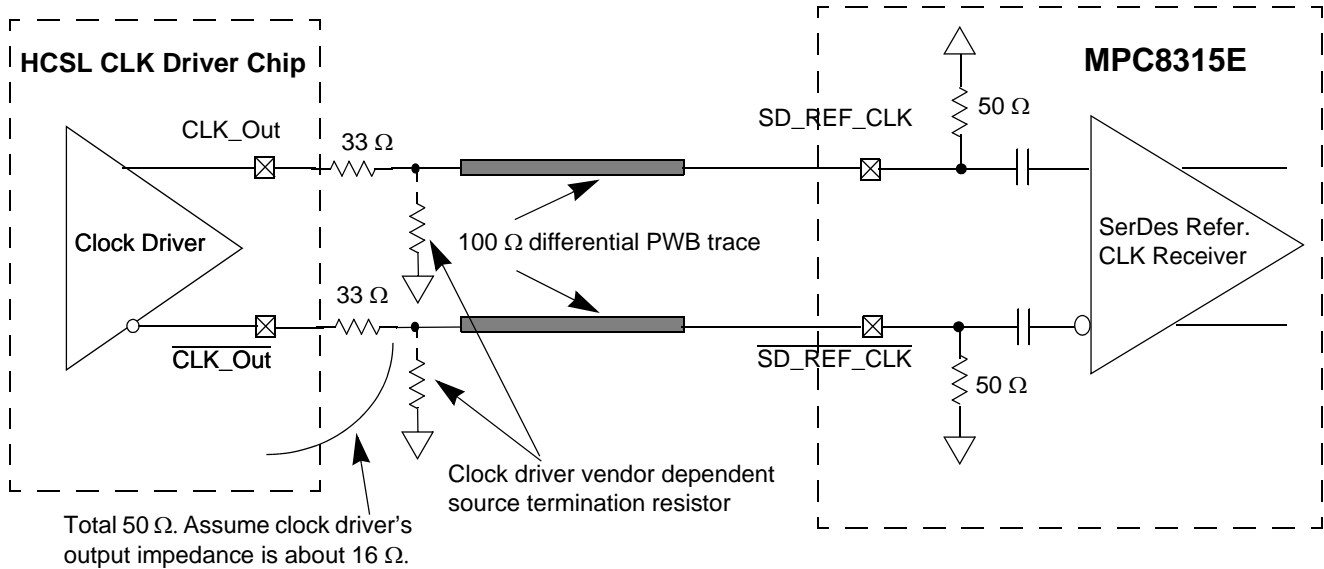 HCSL CLK Driver Chip
MPC8315E
CLK_Out
33 Ω
SD_REF_CLK
50 Ω
Clock Driver
100 Ω differential PWB trace
SerDes Refer.
CLK Receiver
33 Ω
CLK_Out
SD_REF_CLK
50 Ω
Clock driver vendor dependent
source termination resistor
Total 50 Ω. Assume clock driver's
output impedance is about 16 Ω.